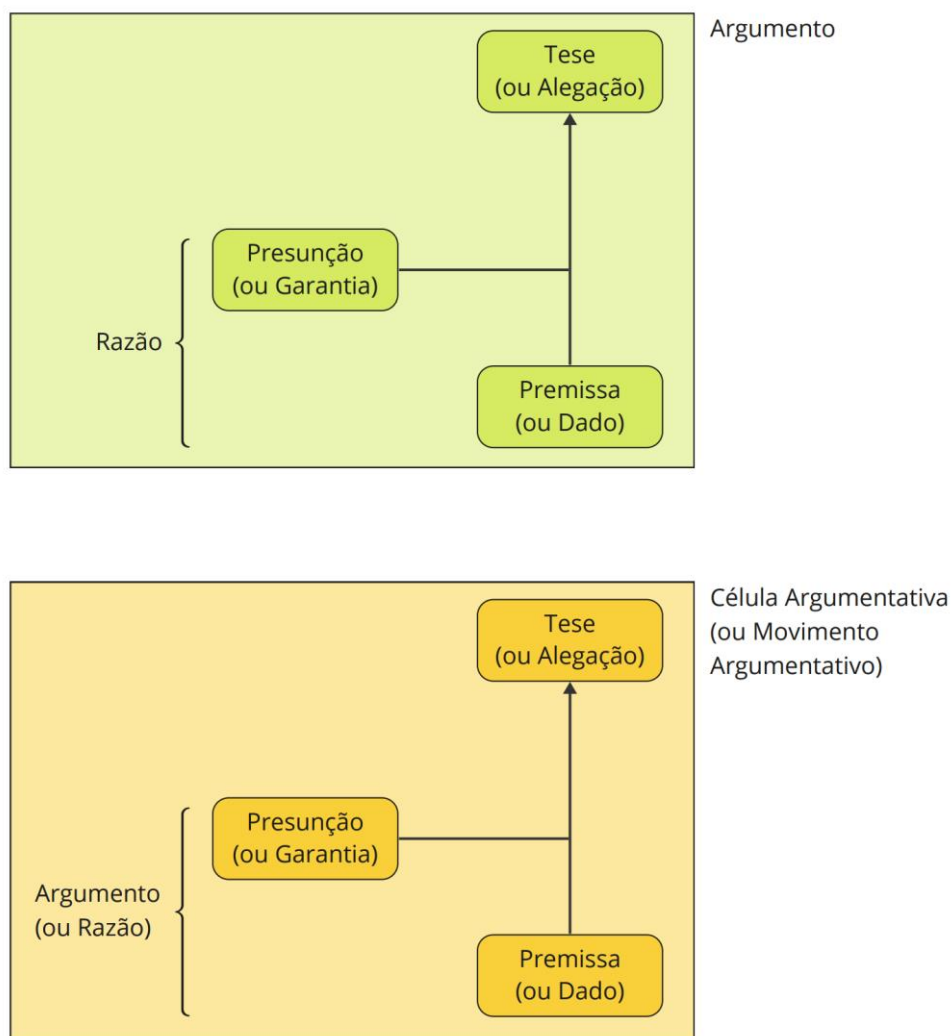 Argumento
Tese
(ou Alegação)
Presunção
(ou Garantia)
Razão
Premissa
(ou Dado)
Célula Argumentativa
(ou Movimento
Argumentativo)
Tese
(ou Alegação)
Presunção
(ou Garantia)
Argumento
(ou Razão)
Premissa
(ou Dado)